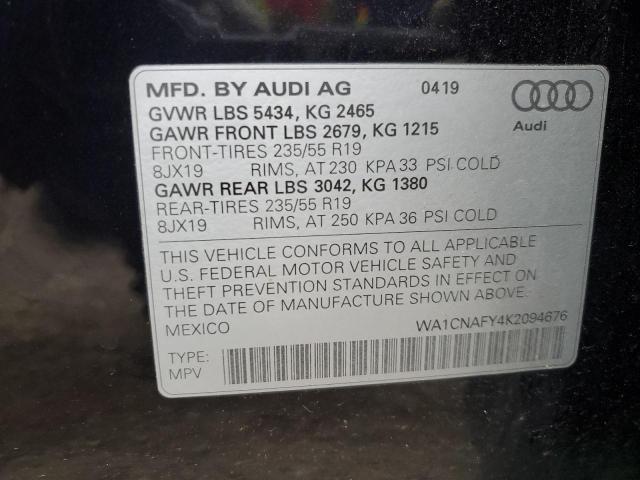 MFD. BY AUDI AG 0419
GVWR LBS 5434, KG 2465
GAWR FRONT LBS 2679, KG 1215
Audi
FRONT-TIRES 235/55 R19
8JX19 RIMS, AT 230 KPA 33 PSI COLD
GAWR REAR LBS 3042, KG 1380
REAR-TIRES 235/55 R19
8JX19 RIMS, AT 250 KPA 36 PSI COLD
THIS VEHICLE CONFORMS TO ALL APPLICABLE
U.S. FEDERAL MOTOR VEHICLE SAFETY AND
THEFT PREVENTION STANDARDS IN EFFECT ON
THE DATE OF MANUFACTURE SHOWN ABOVE.
MEXICO WA1CNAFY4K2094676
TYPE:
MPV